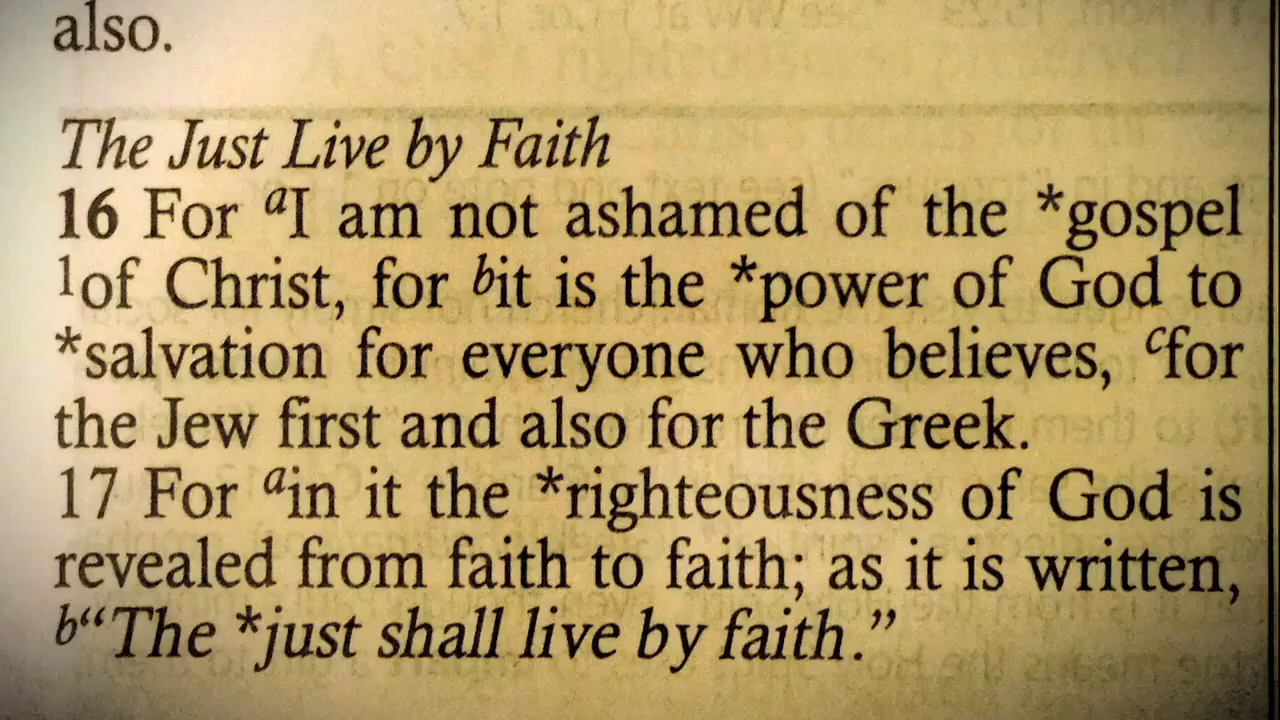 also.
The Just Live by Faith
16 For aI am not ashamed of the *gospel
1of Christ, for bit is the *power of God to
*salvation for everyone who believes, cfor
the Jew first and also for the Greek.
17 For ain it the *righteousness of God is
revealed from faith to faith; as it is written,
b“The *just shall live by faith.”